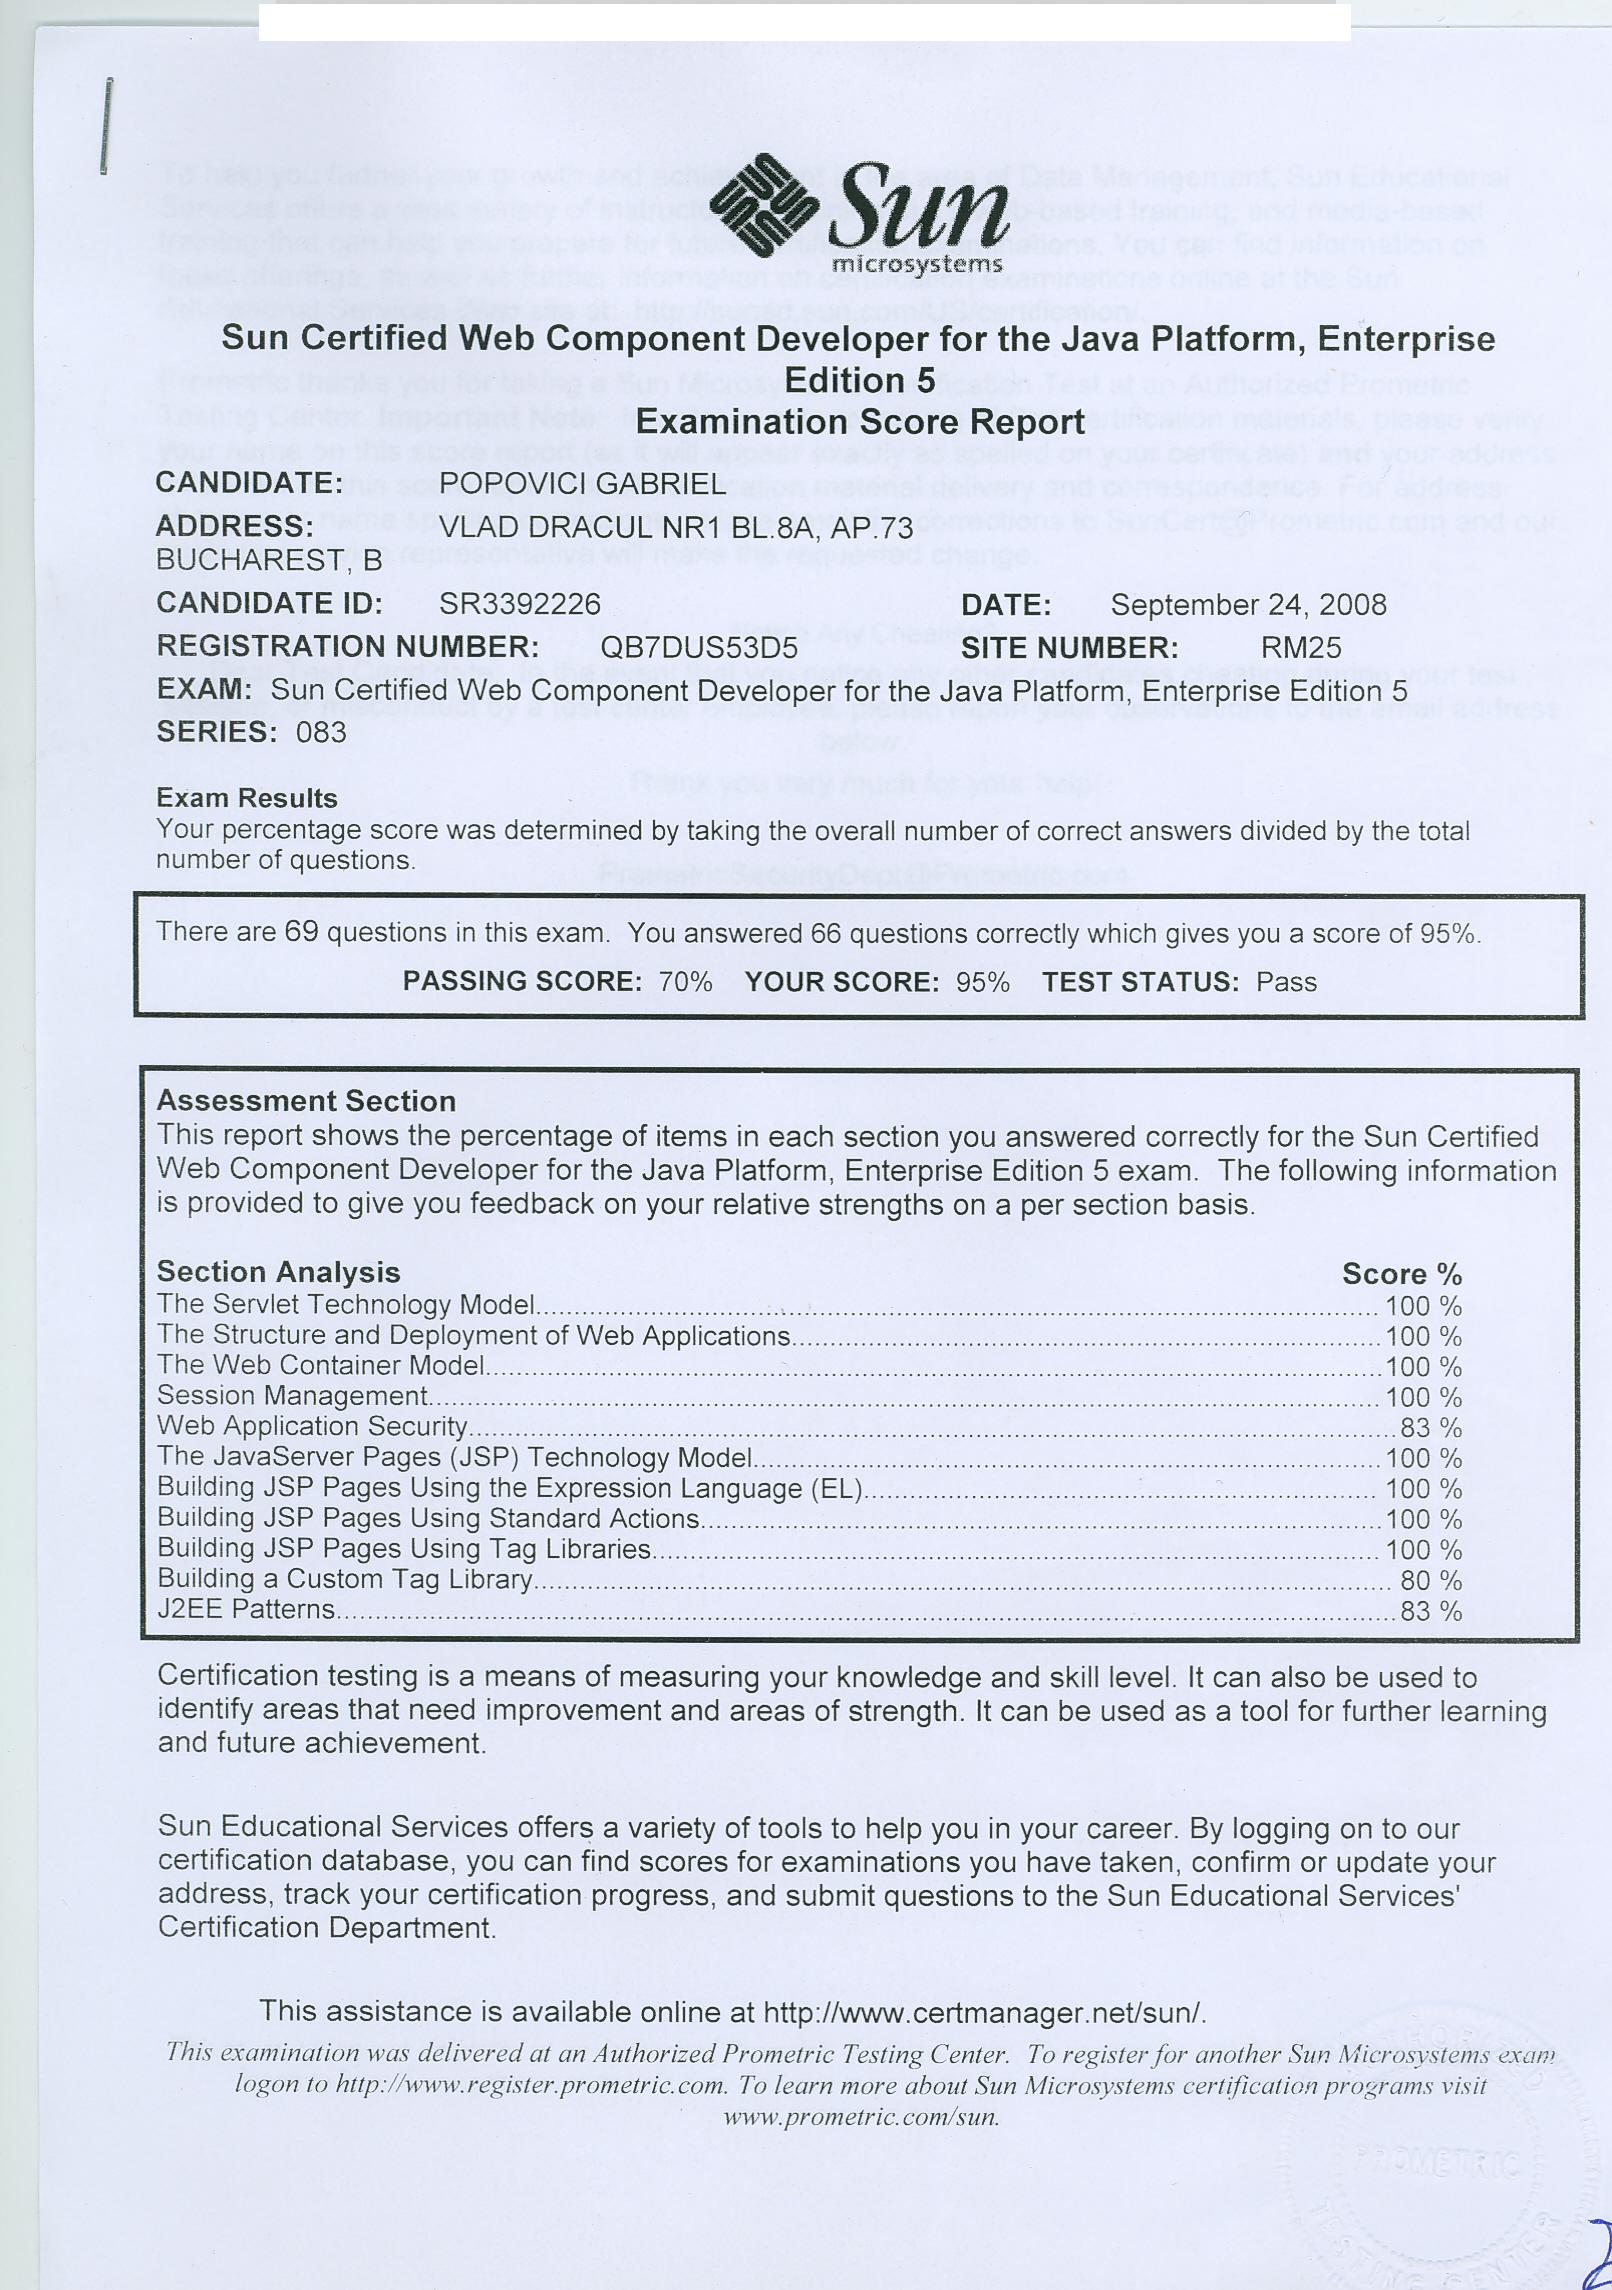 Sun
microsystems
Sun Certified Web Component Developer for the Java Platform, Enterprise
Edition 5
Examination Score Report
CANDIDATE: POPOVICI GABRIEL
ADDRESS: VLAD DRACUL NR1 BL.8A, AP.73
BUCHAREST, B
CANDIDATE ID: SR3392226 DATE: September 24, 2008
REGISTRATION NUMBER: QB7DUS53D5 SITE NUMBER: RM25
EXAM: Sun Certified Web Component Developer for the Java Platform, Enterprise Edition 5
SERIES: 083
Exam Results
Your percentage score was determined by taking the overall number of correct answers divided by the total
number of questions.
There are 69 questions in this exam. You answered 66 questions correctly which gives you a score of 95%.
PASSING SCORE: 70% YOUR SCORE: 95% TEST STATUS: Pass
Assessment Section
This report shows the percentage of items in each section you answered correctly for the Sun Certified
Web Component Developer for the Java Platform, Enterprise Edition 5 exam. The following information
is provided to give you feedback on your relative strengths on a per section basis.
Section Analysis Score %
The Servlet Technology Model 100 %
The Structure and Deployment of Web Applications 100 %
The Web Container Model 100 %
Session Management 100 %
Web Application Security 83 %
The JavaServer Pages (JSP) Technology Model 100 %
Building JSP Pages Using the Expression Language (EL) 100 %
Building JSP Pages Using Standard Actions 100 %
Building JSP Pages Using Tag Libraries 100 %
Building a Custom Tag Library 80 %
J2EE Patterns 83 %
Certification testing is a means of measuring your knowledge and skill level. It can also be used to
identify areas that need improvement and areas of strength. It can be used as a tool for further learning
and future achievement.
Sun Educational Services offers a variety of tools to help you in your career. By logging on to our
certification database, you can find scores for examinations you have taken, confirm or update your
address, track your certification progress, and submit questions to the Sun Educational Services'
Certification Department.
This assistance is available online at http://www.certmanager.net/sun/.
This examination was delivered at an Authorized Prometric Testing Center. To register for another Sun Microsystems exam
logon to http://www.register.prometric.com. To learn more about Sun Microsystems certification programs visit
www.prometric.com/sun.
PROMETRIC
TESTING CENTER